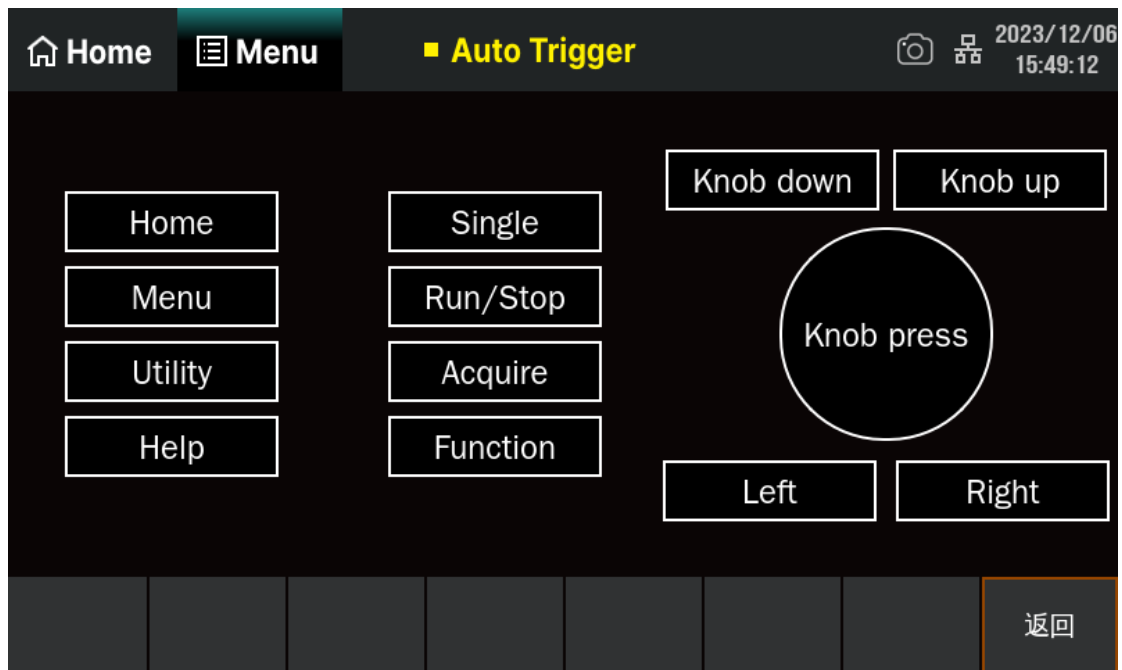 Home
Menu
Auto Trigger
2023/12/06
15:49:12
Home
Menu
Utility
Help
Single
Run/Stop
Acquire
Function
Knob down
Knob up
Knob press
Left
Right
返回